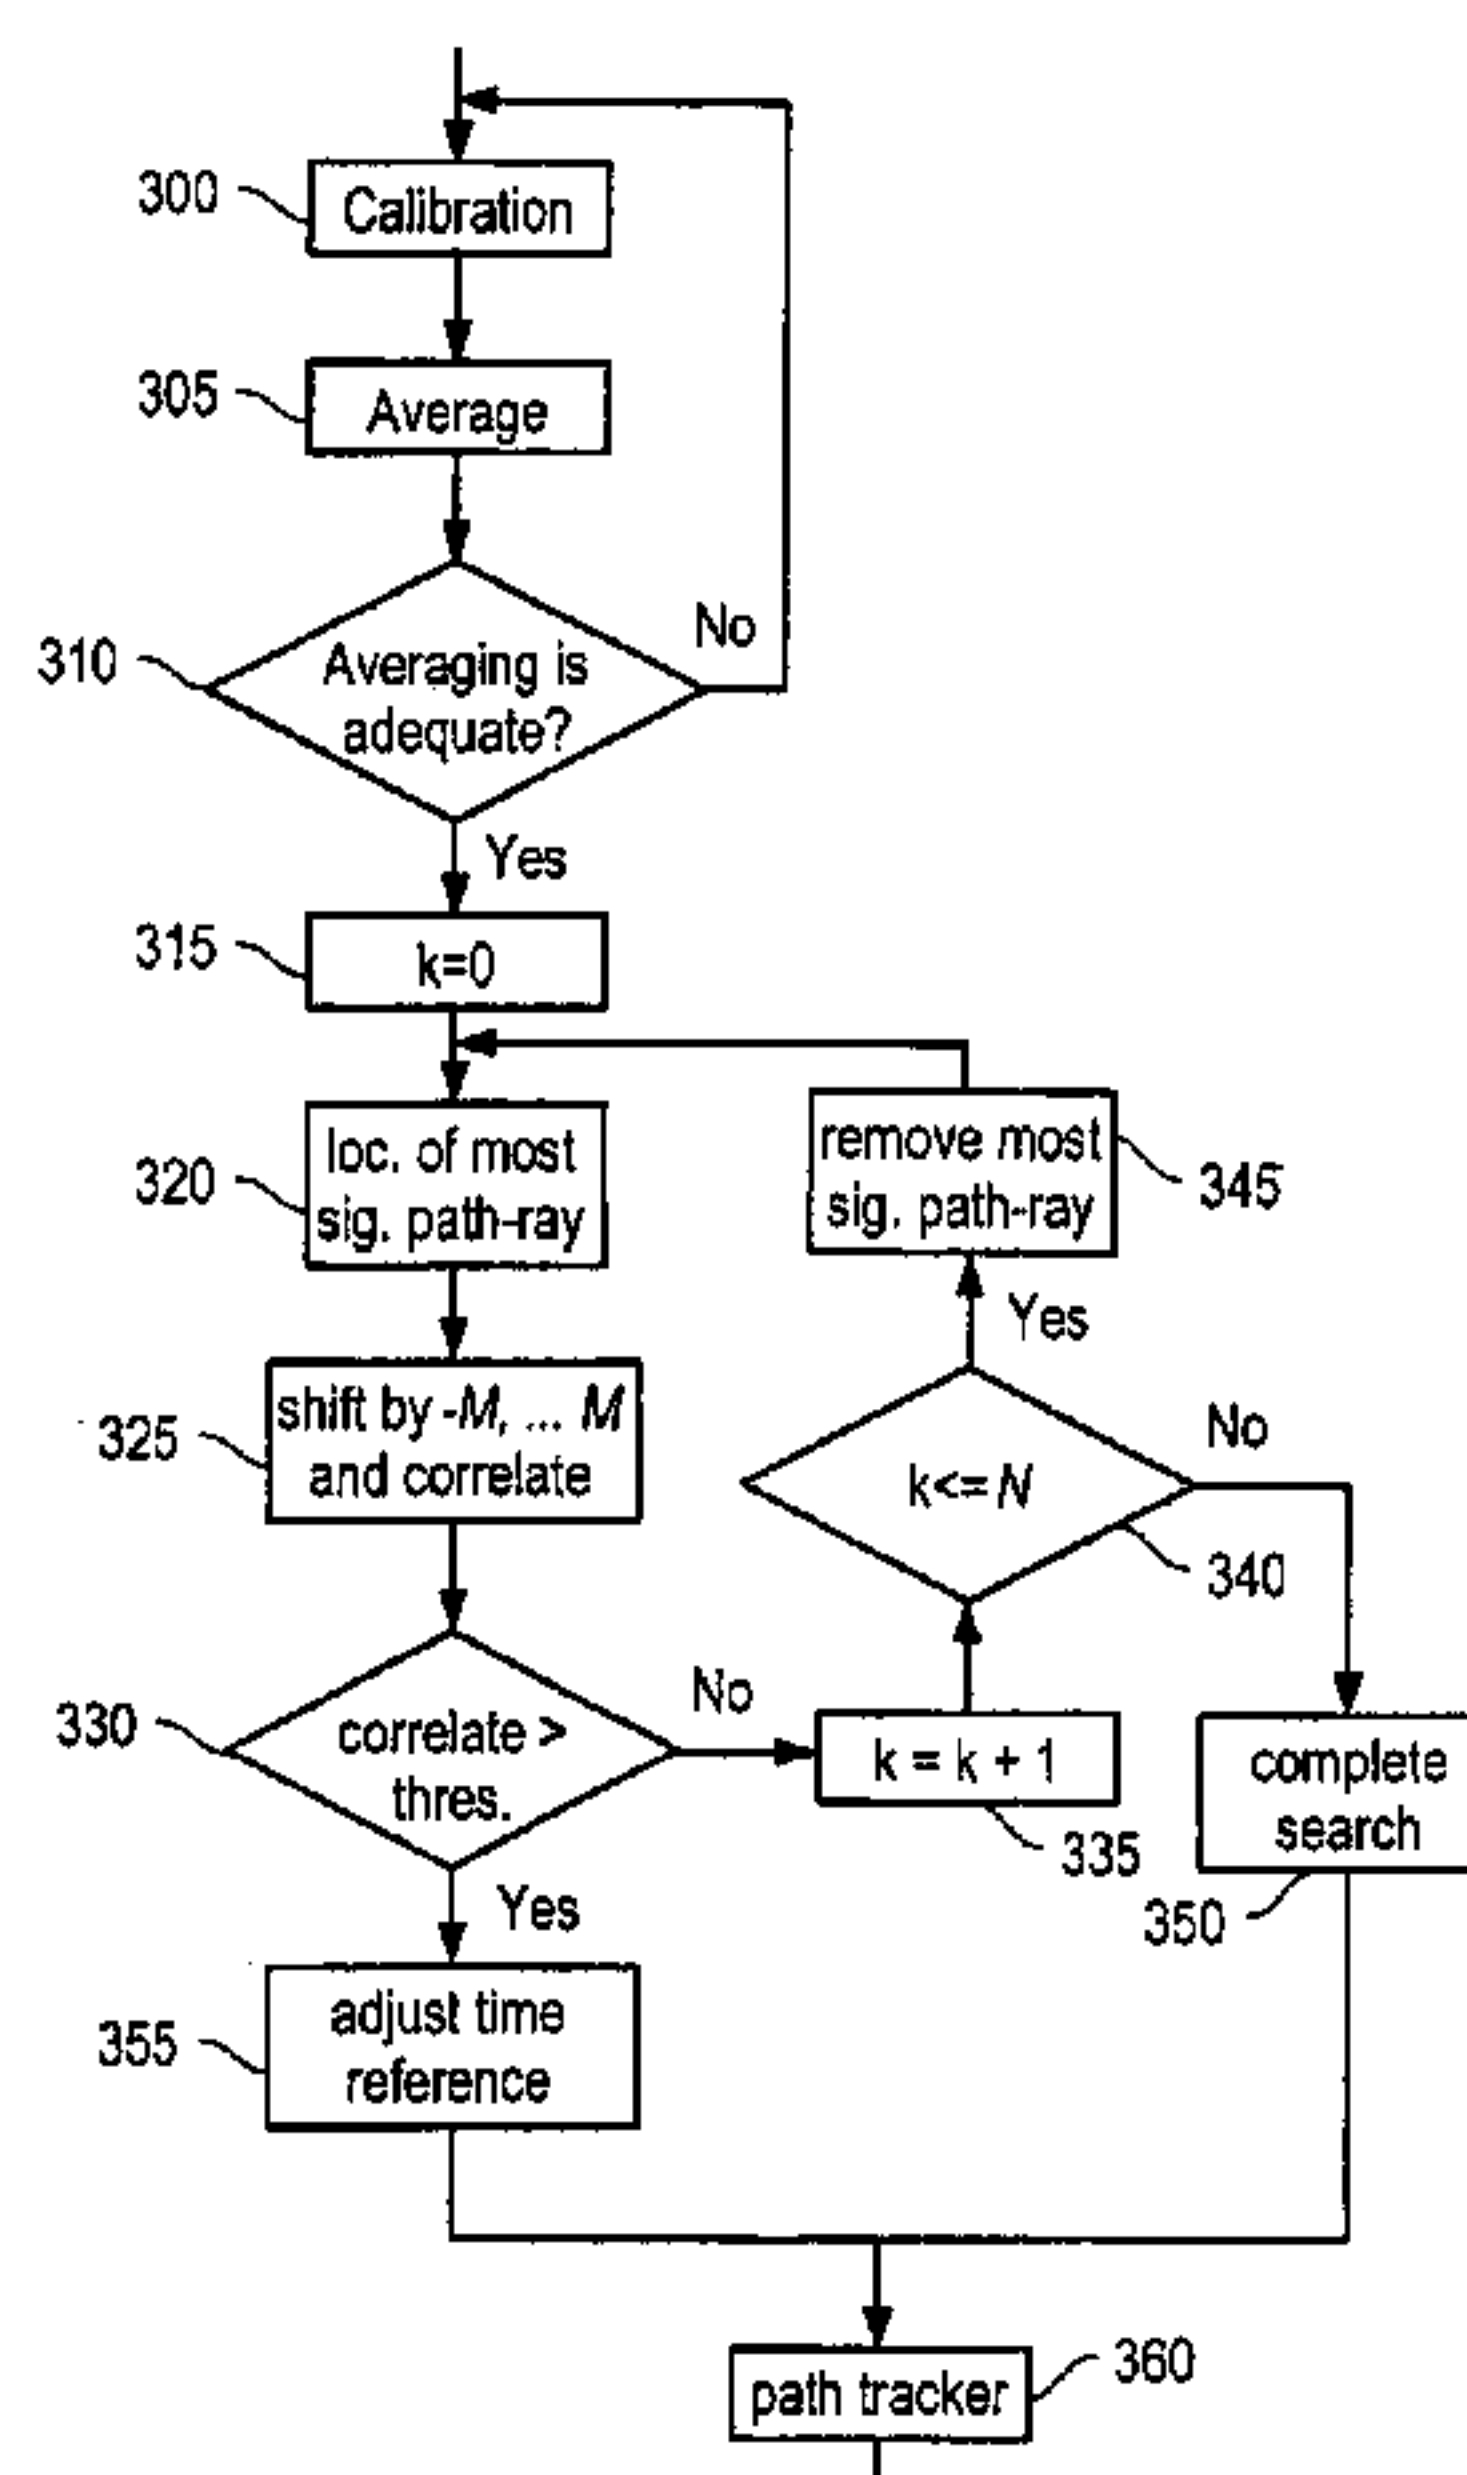 300
Calibration
305
Average
310
Averaging is
adequate?
No
Yes
315
k=0
320
loc. of most
sig. path-ray
remove most
sig. path-ray
345
Yes
325
shift by -M, ... M
and correlate
k<= N
No
340
330
correlate >
thres.
No
k = k + 1
335
complete
search
350
Yes
355
adjust time
reference
path tracker
360